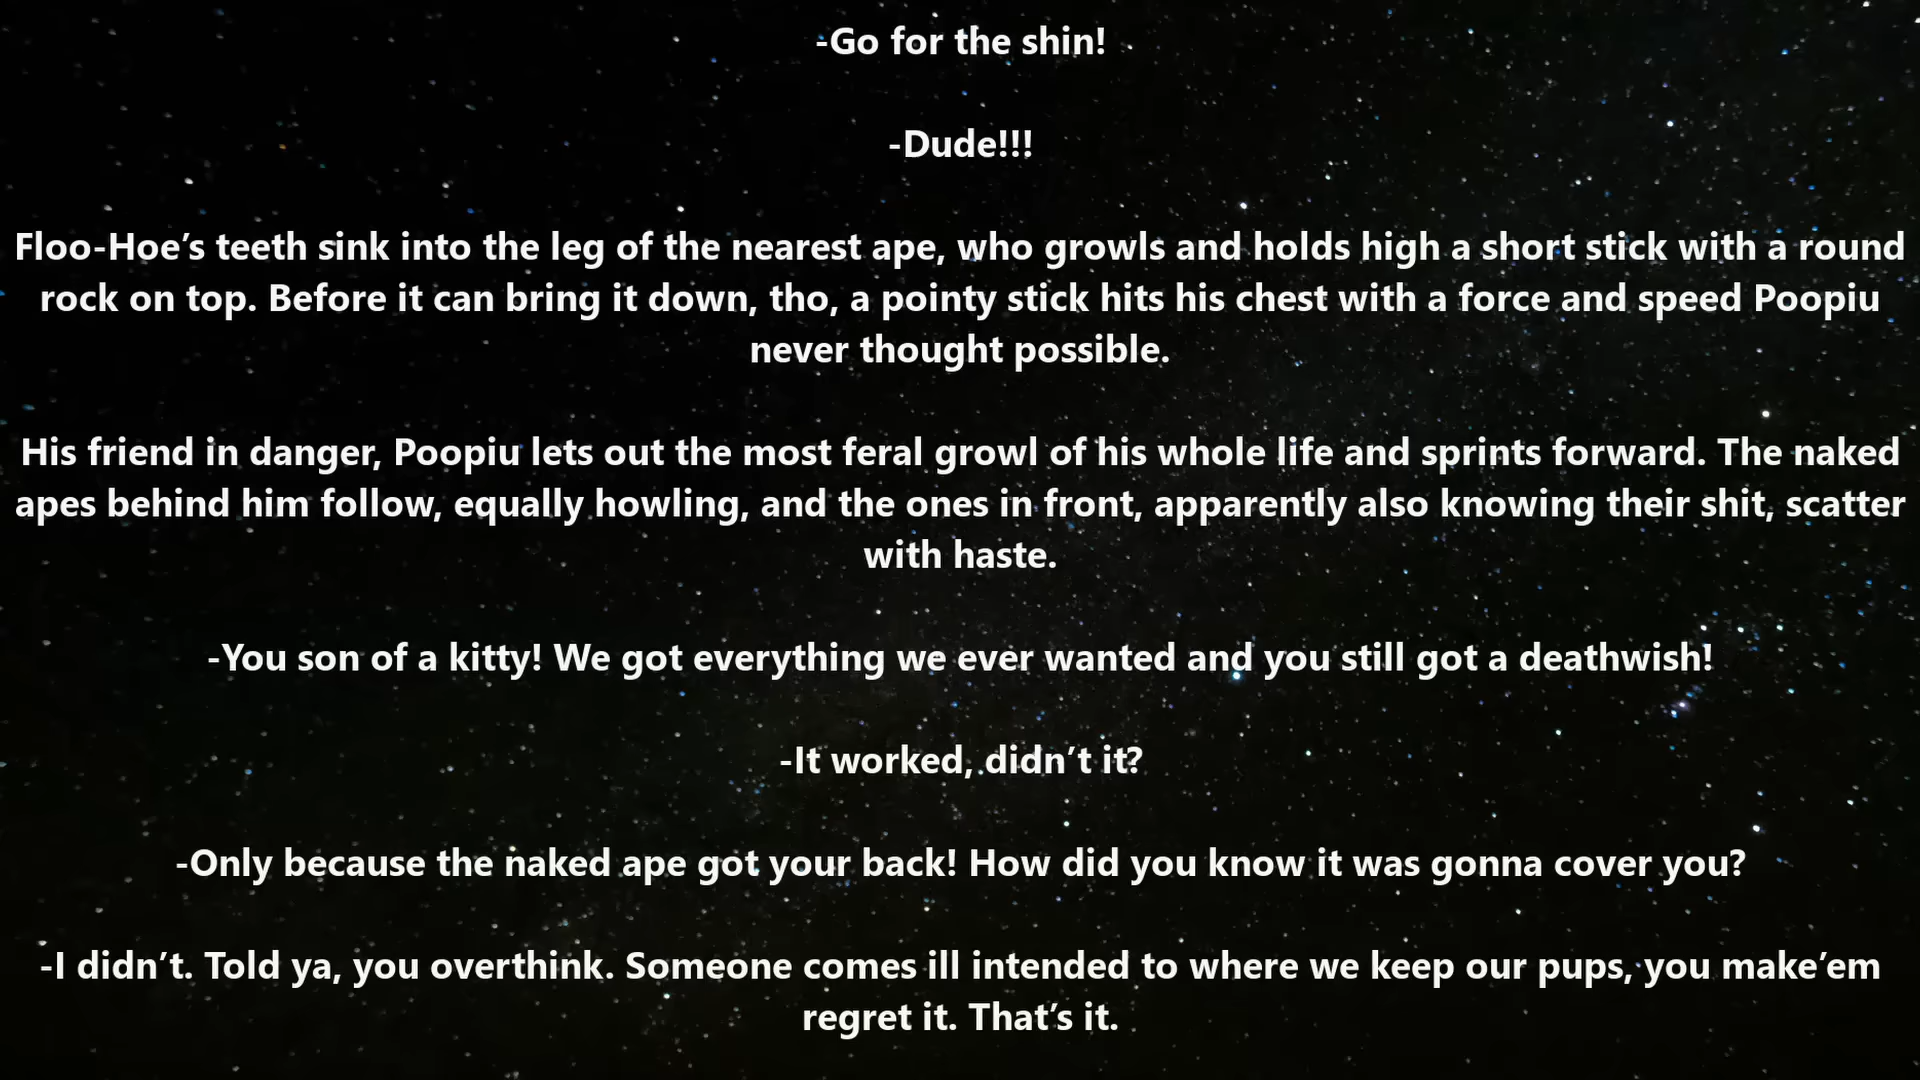 -Go for the shin!
-Dude!!!
Floo-Hoe’s teeth sink into the leg of the nearest ape, who growls and holds high a short stick with a round
rock on top. Before it can bring it down, tho, a pointy stick hits his chest with a force and speed Poopiu
never thought possible.
His friend in danger, Poopiu lets out the most feral growl of his whole life and sprints forward. The naked
apes behind him follow, equally howling, and the ones in front, apparently also knowing their shit, scatter
with haste.
-You son of a kitty! We got everything we ever wanted and you still got a deathwish!
-It worked, didn’t it?
-Only because the naked ape got your back! How did you know it was gonna cover you?
-I didn’t. Told ya, you overthink. Someone comes ill intended to where we keep our pups, you make’em
regret it. That’s it.